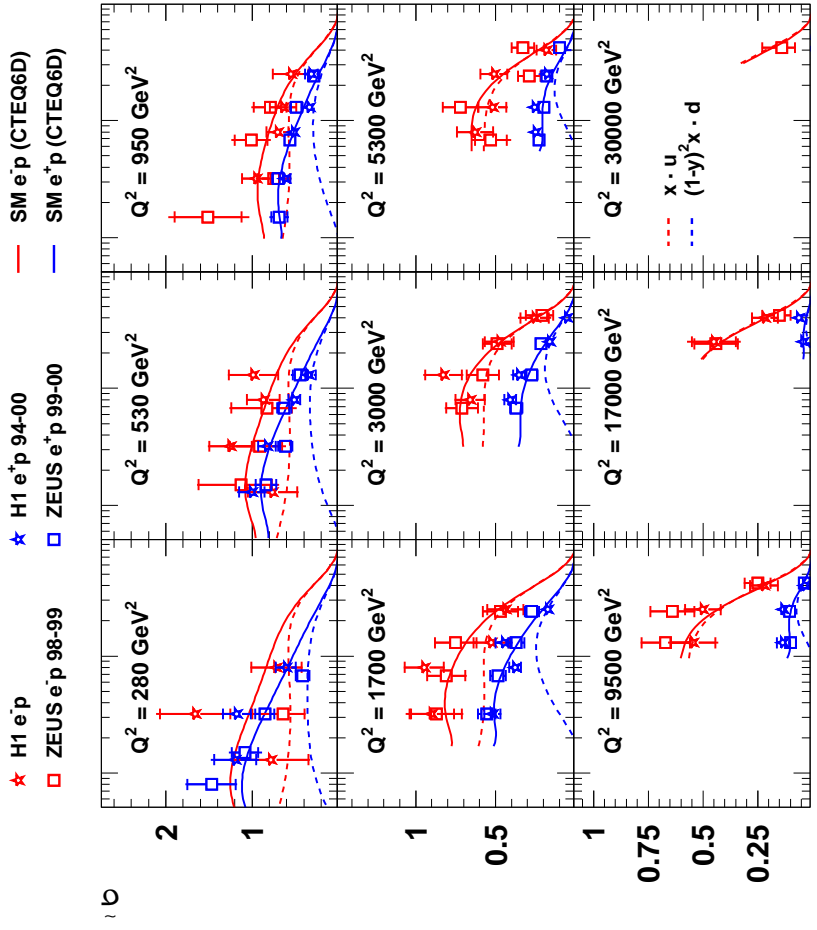 H1 e⁻p   H1 e⁺p 94-00   SM e⁻p (CTEQ6D)
ZEUS e⁻p 98-99   ZEUS e⁺p 99-00   SM e⁺p (CTEQ6D)
σ̃
Q² = 280 GeV²   Q² = 530 GeV²   Q² = 950 GeV²
2
1
Q² = 1700 GeV²   Q² = 3000 GeV²   Q² = 5300 GeV²
1
0.5
Q² = 9500 GeV²   Q² = 17000 GeV²   Q² = 30000 GeV²
1
0.75
0.5
0.25
x · u
(1-y)²x · d